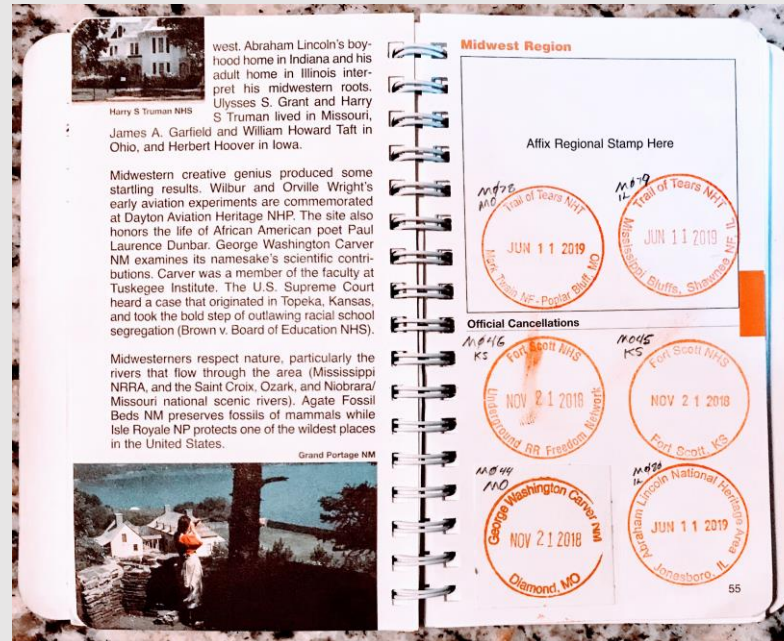 west. Abraham Lincoln's boy-
hood home in Indiana and his
adult home in Illinois inter-
pret his midwestern roots.
Ulysses S. Grant and Harry
S Truman lived in Missouri,
Harry S Truman NHS
James A. Garfield and William Howard Taft in
Ohio, and Herbert Hoover in Iowa.
Midwestern creative genius produced some
startling results. Wilbur and Orville Wright's
early aviation experiments are commemorated
at Dayton Aviation Heritage NHP. The site also
honors the life of African American poet Paul
Laurence Dunbar. George Washington Carver
NM examines its namesake's scientific contri-
butions. Carver was a member of the faculty at
Tuskegee Institute. The U.S. Supreme Court
heard a case that originated in Topeka, Kansas,
and took the bold step of outlawing racial school
segregation (Brown v. Board of Education NHS).
Midwesterners respect nature, particularly the
rivers that flow through the area (Mississippi
NRRA, and the Saint Croix, Ozark, and Niobrara/
Missouri national scenic rivers). Agate Fossil
Beds NM preserves fossils of mammals while
Isle Royale NP protects one of the wildest places
in the United States.
Grand Portage NM
Midwest Region
Affix Regional Stamp Here
MØ78
MO
Trail of Tears NHT
JUN 11 2019
Mark Twain NF - Poplar Bluff, MO
MØ79
IL
Trail of Tears NHT
JUN 11 2019
Mississippi Bluffs, Shawnee NF, IL
Official Cancellations
MØ46
KS
Fort Scott NHS
NOV 21 2018
Underground RR Freedom Network
MO45
KS
Fort Scott NHS
NOV 21 2018
Fort Scott, KS
MØ44
MO
George Washington Carver NM
NOV 21 2018
Diamond, MO
IL
Abraham Lincoln National Heritage Area
JUN 11 2019
Jonesboro, IL
55